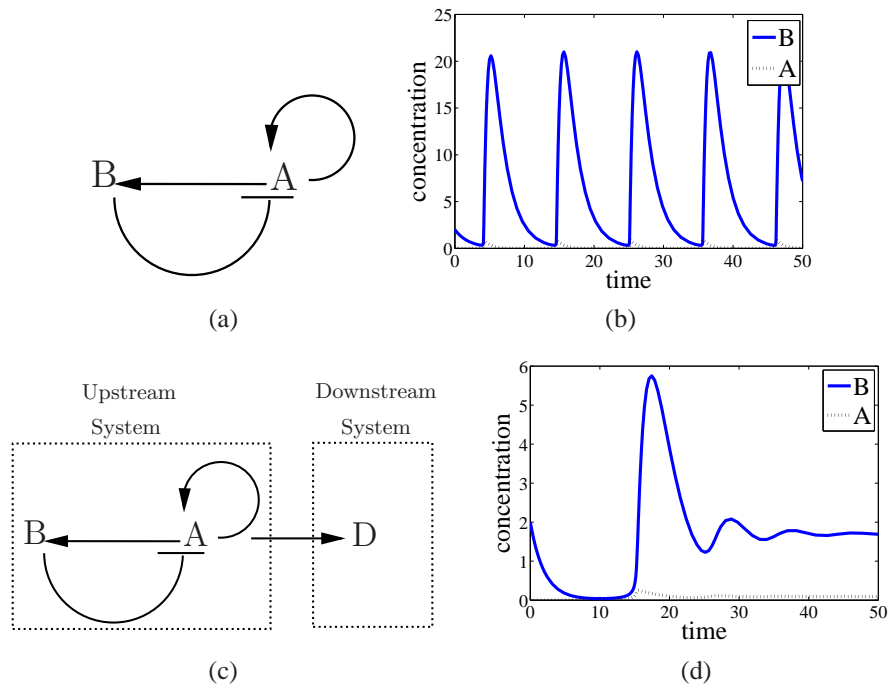 B
A
(a)
concentration
25
20
15
10
5
0
0
10
20
30
40
50
time
B
A
(b)
Upstream
System
Downstream
System
B
A
D
(c)
concentration
6
5
4
3
2
1
0
0
10
20
30
40
50
time
B
A
(d)